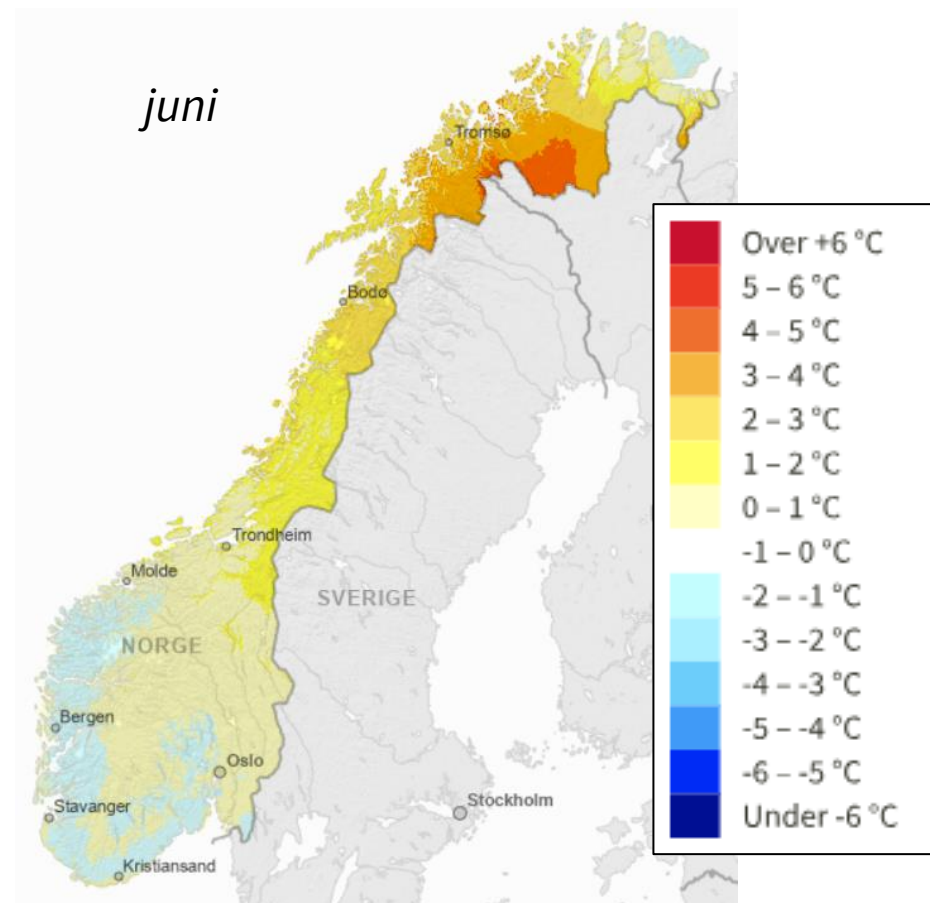 juni
Tromsø
Bodø
Trondheim
Molde
SVERIGE
NORGE
Bergen
Oslo
Stavanger
Stockholm
Kristiansand
Over +6 °C
5 – 6 °C
4 – 5 °C
3 – 4 °C
2 – 3 °C
1 – 2 °C
0 – 1 °C
-1 – 0 °C
-2 – -1 °C
-3 – -2 °C
-4 – -3 °C
-5 – -4 °C
-6 – -5 °C
Under -6 °C